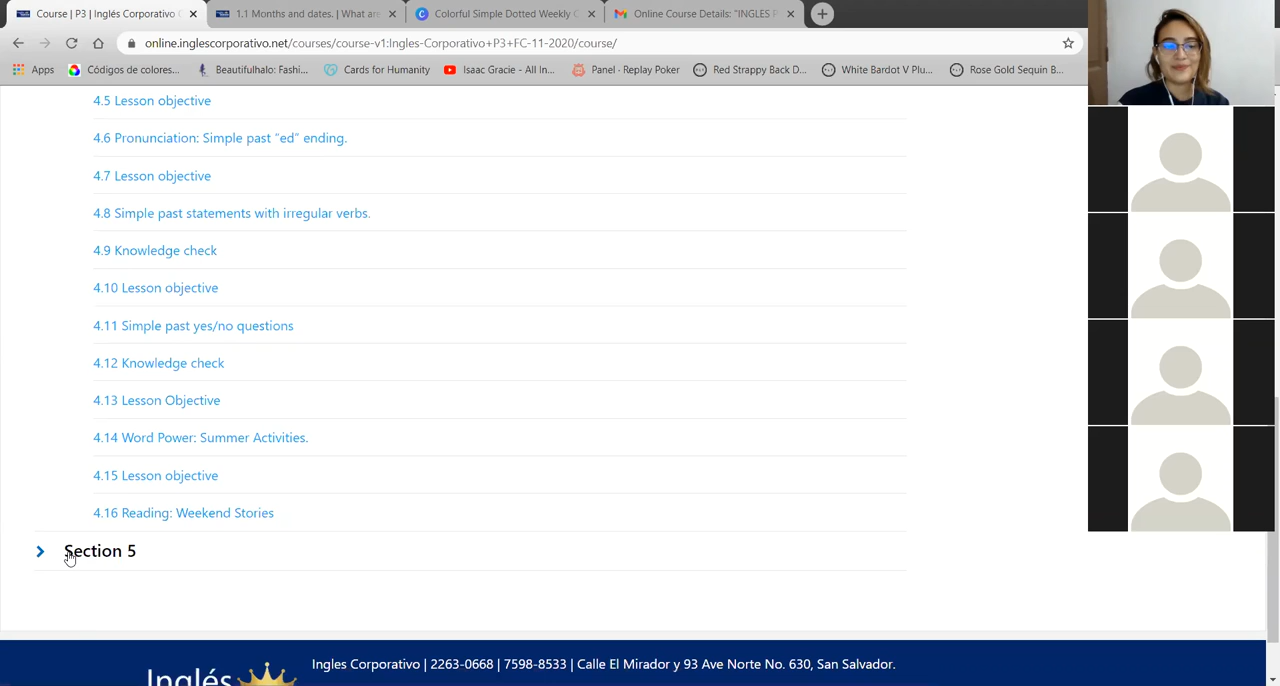 Course | P3 | Inglés Corporativo
1.1 Months and dates. | What are
Colorful Simple Dotted Weekly C
Online Course Details: "INGLES P
online.inglescorporativo.net/courses/course-v1:Ingles-Corporativo+P3+FC-11-2020/course/
Apps
Códigos de colores...
Beautifulhalo: Fashi...
Cards for Humanity
Isaac Gracie - All In...
Panel · Replay Poker
Red Strappy Back D...
White Bardot V Plu...
Rose Gold Sequin B...
4.5 Lesson objective
4.6 Pronunciation: Simple past “ed” ending.
4.7 Lesson objective
4.8 Simple past statements with irregular verbs.
4.9 Knowledge check
4.10 Lesson objective
4.11 Simple past yes/no questions
4.12 Knowledge check
4.13 Lesson Objective
4.14 Word Power: Summer Activities.
4.15 Lesson objective
4.16 Reading: Weekend Stories
Section 5
Inglés
Ingles Corporativo | 2263-0668 | 7598-8533 | Calle El Mirador y 93 Ave Norte No. 630, San Salvador.